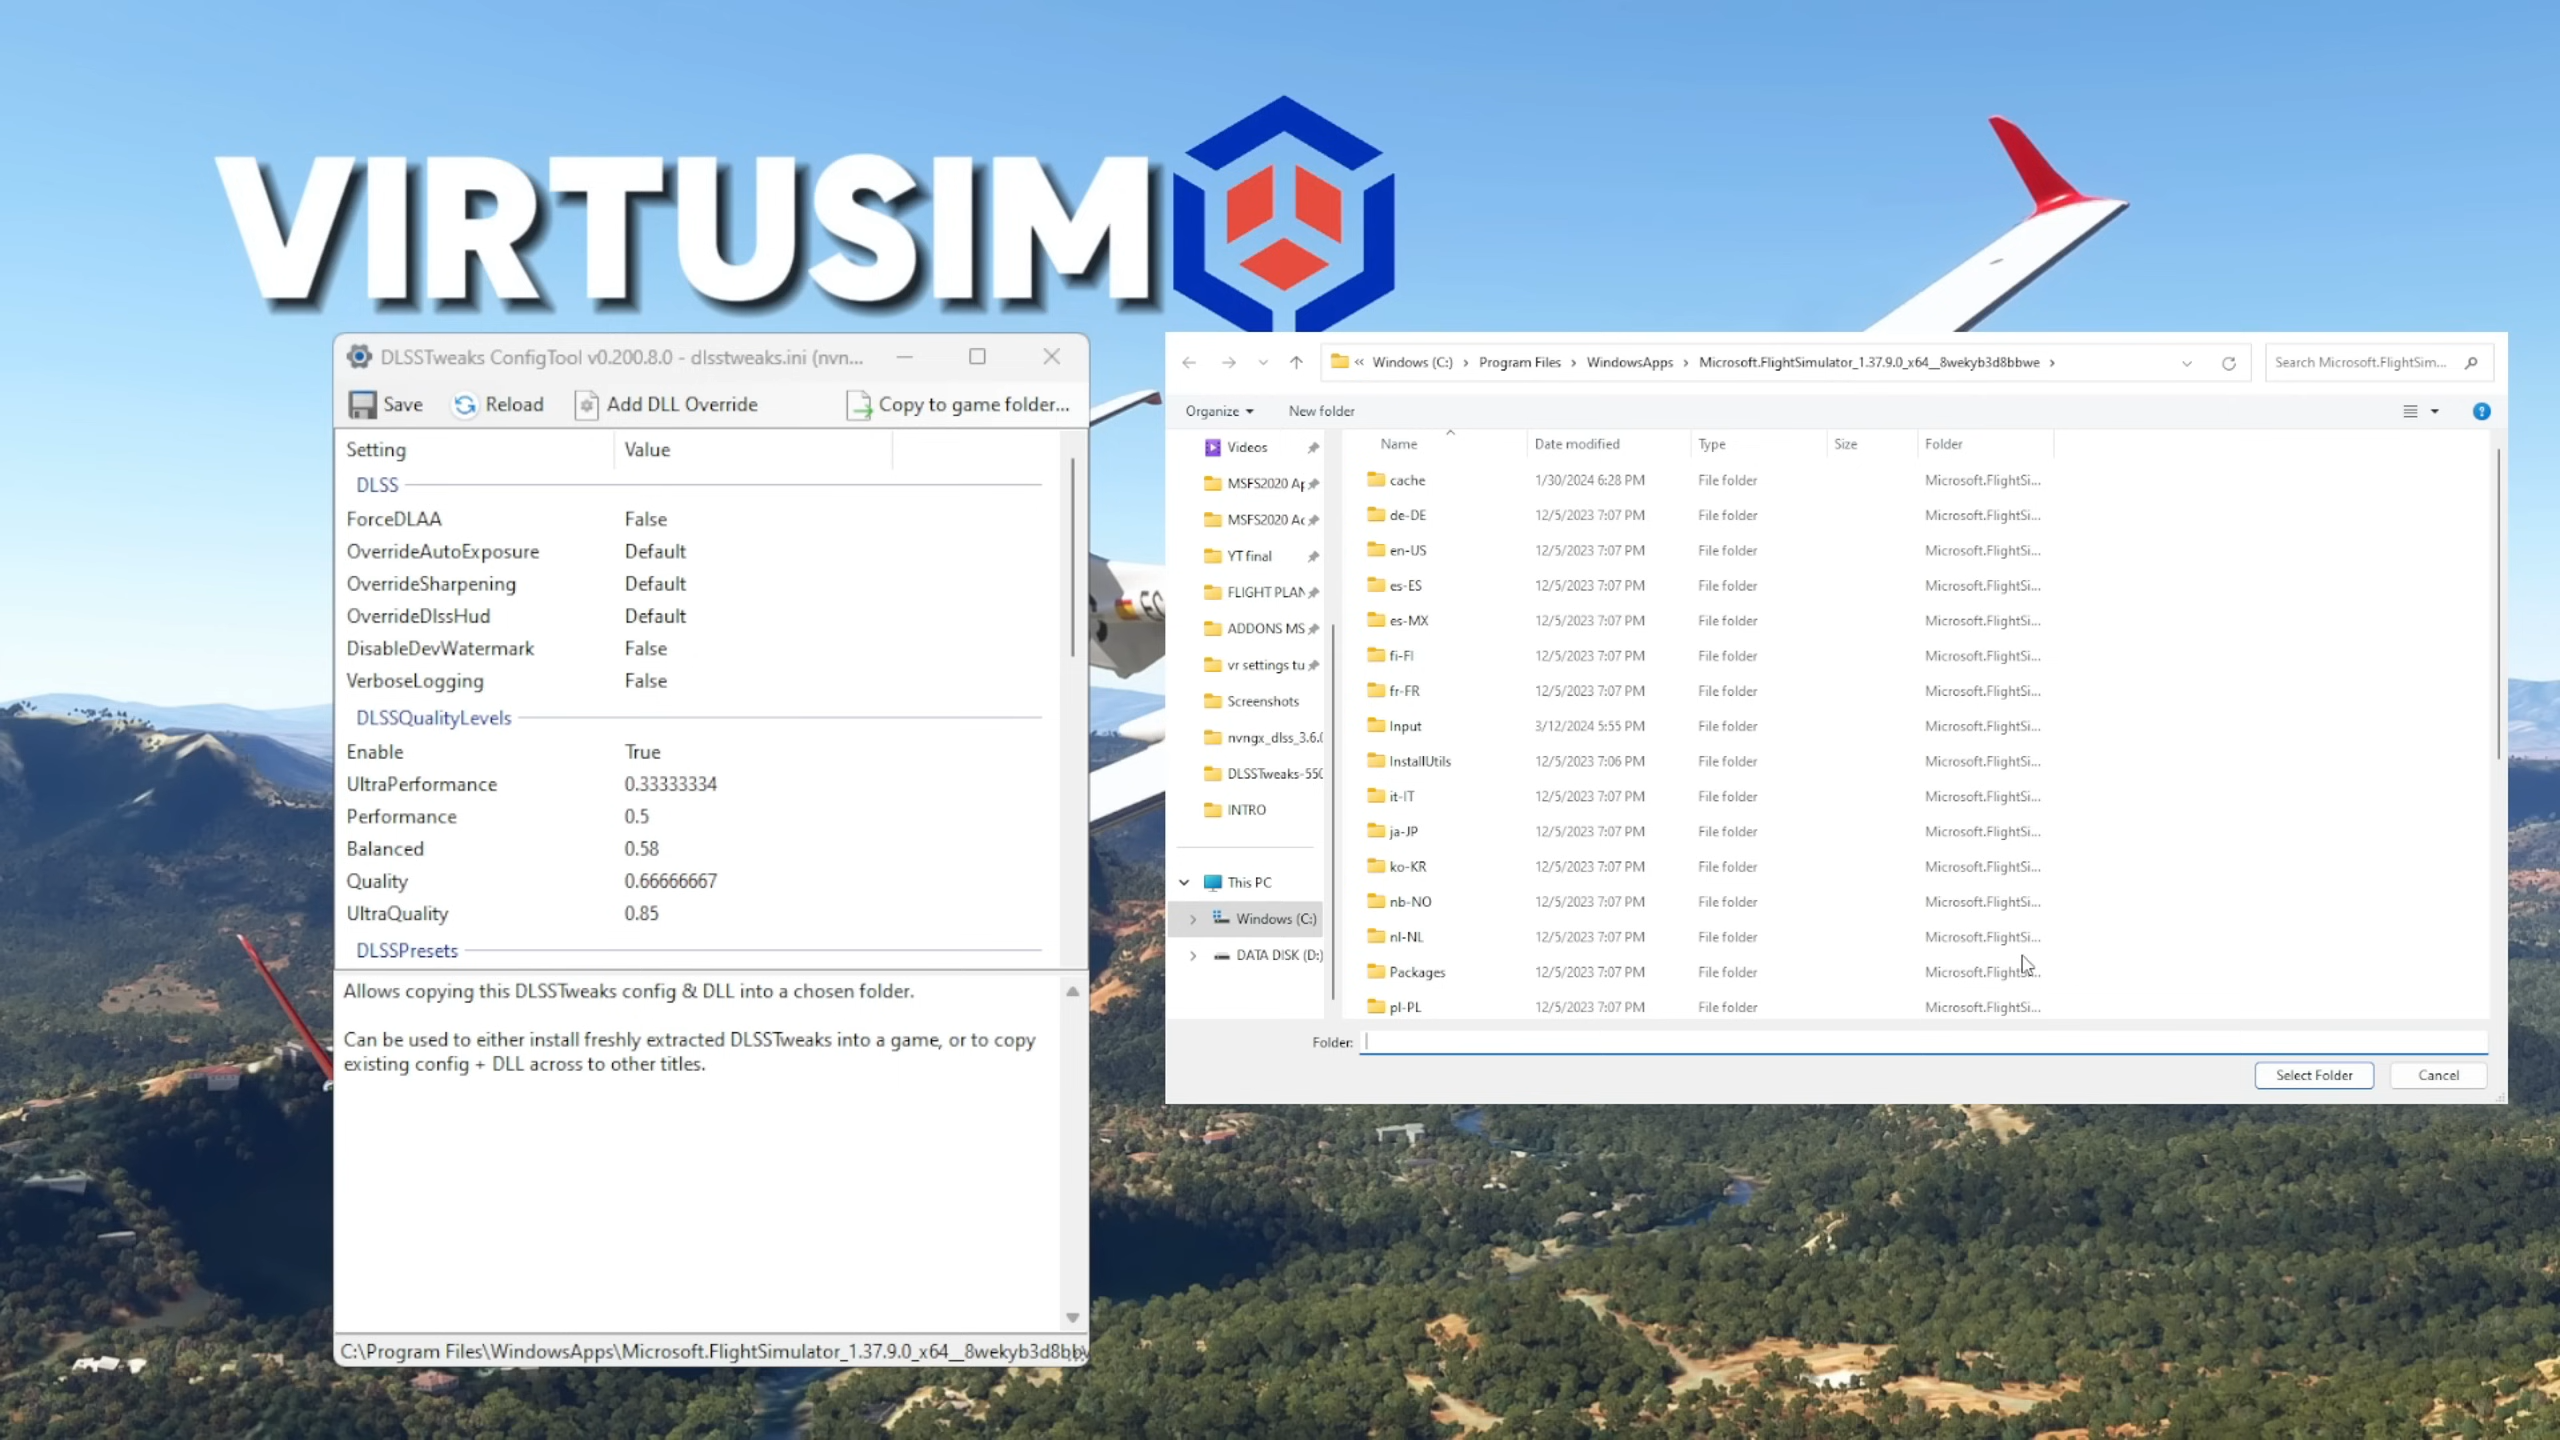 VIRTUSIM
DLSSTweaks ConfigTool v0.200.8.0 - dlsstweaks.ini (nvn...
Save Reload Add DLL Override Copy to game folder...
Setting Value
DLSS
ForceDLAA False
OverrideAutoExposure Default
OverrideSharpening Default
OverrideDlssHud Default
DisableDevWatermark False
VerboseLogging False
DLSSQualityLevels
Enable True
UltraPerformance 0.33333334
Performance 0.5
Balanced 0.58
Quality 0.66666667
UltraQuality 0.85
DLSSPresets
Allows copying this DLSSTweaks config & DLL into a chosen folder.
Can be used to either install freshly extracted DLSSTweaks into a game, or to copy
existing config + DLL across to other titles.
C:\Program Files\WindowsApps\Microsoft.FlightSimulator_1.37.9.0_x64__8wekyb3d8bbw
« Windows (C:) › Program Files › WindowsApps › Microsoft.FlightSimulator_1.37.9.0_x64__8wekyb3d8bbwe ›
Search Microsoft.FlightSim...
Organize New folder
Videos
MSFS2020 Ap
MSFS2020 Ac
YT final
FLIGHT PLAN
ADDONS MS
vr settings tu
Screenshots
nvngx_dlss_3.6.0
DLSSTweaks-550
INTRO
This PC
Windows (C:)
DATA DISK (D:)
Name Date modified Type Size Folder
cache 1/30/2024 6:28 PM File folder Microsoft.FlightSi...
de-DE 12/5/2023 7:07 PM File folder Microsoft.FlightSi...
en-US 12/5/2023 7:07 PM File folder Microsoft.FlightSi...
es-ES 12/5/2023 7:07 PM File folder Microsoft.FlightSi...
es-MX 12/5/2023 7:07 PM File folder Microsoft.FlightSi...
fi-FI 12/5/2023 7:07 PM File folder Microsoft.FlightSi...
fr-FR 12/5/2023 7:07 PM File folder Microsoft.FlightSi...
Input 3/12/2024 5:55 PM File folder Microsoft.FlightSi...
InstallUtils 12/5/2023 7:06 PM File folder Microsoft.FlightSi...
it-IT 12/5/2023 7:07 PM File folder Microsoft.FlightSi...
ja-JP 12/5/2023 7:07 PM File folder Microsoft.FlightSi...
ko-KR 12/5/2023 7:07 PM File folder Microsoft.FlightSi...
nb-NO 12/5/2023 7:07 PM File folder Microsoft.FlightSi...
nl-NL 12/5/2023 7:07 PM File folder Microsoft.FlightSi...
Packages 12/5/2023 7:07 PM File folder Microsoft.FlightSi...
pl-PL 12/5/2023 7:07 PM File folder Microsoft.FlightSi...
Folder:
Select Folder Cancel
EC